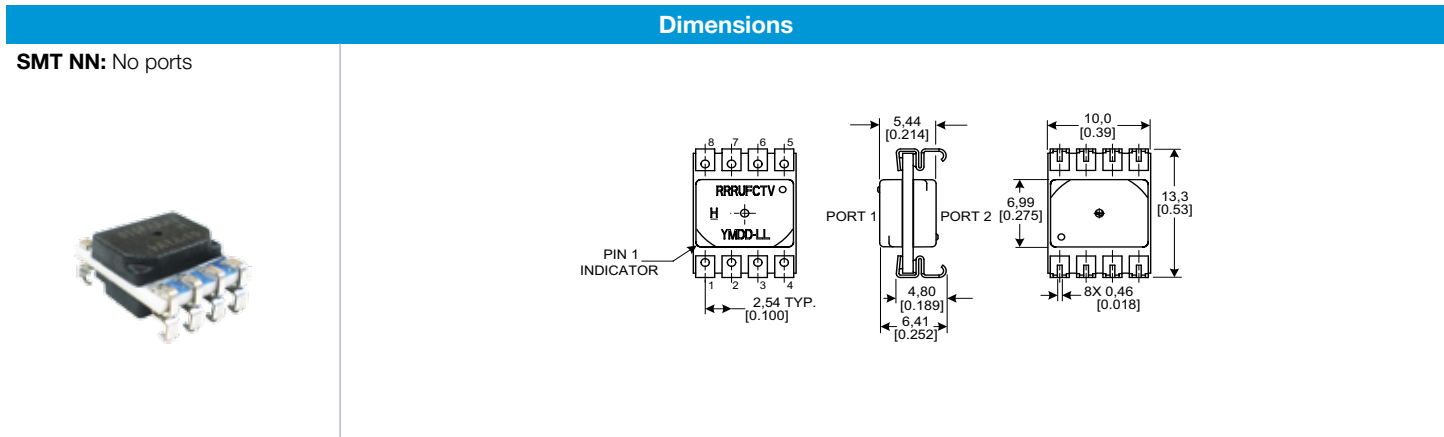 Dimensions
SMT NN: No ports
8 7 6 5
RRRUFCTV
H
YMDD-LL
PIN 1
INDICATOR
1 2 3 4
2,54 TYP.
[0.100]
5,44
[0.214]
PORT 1
PORT 2
4,80
[0.189]
6,41
[0.252]
10,0
[0.39]
6,99
[0.275]
13,3
[0.53]
8X 0,46
[0.018]